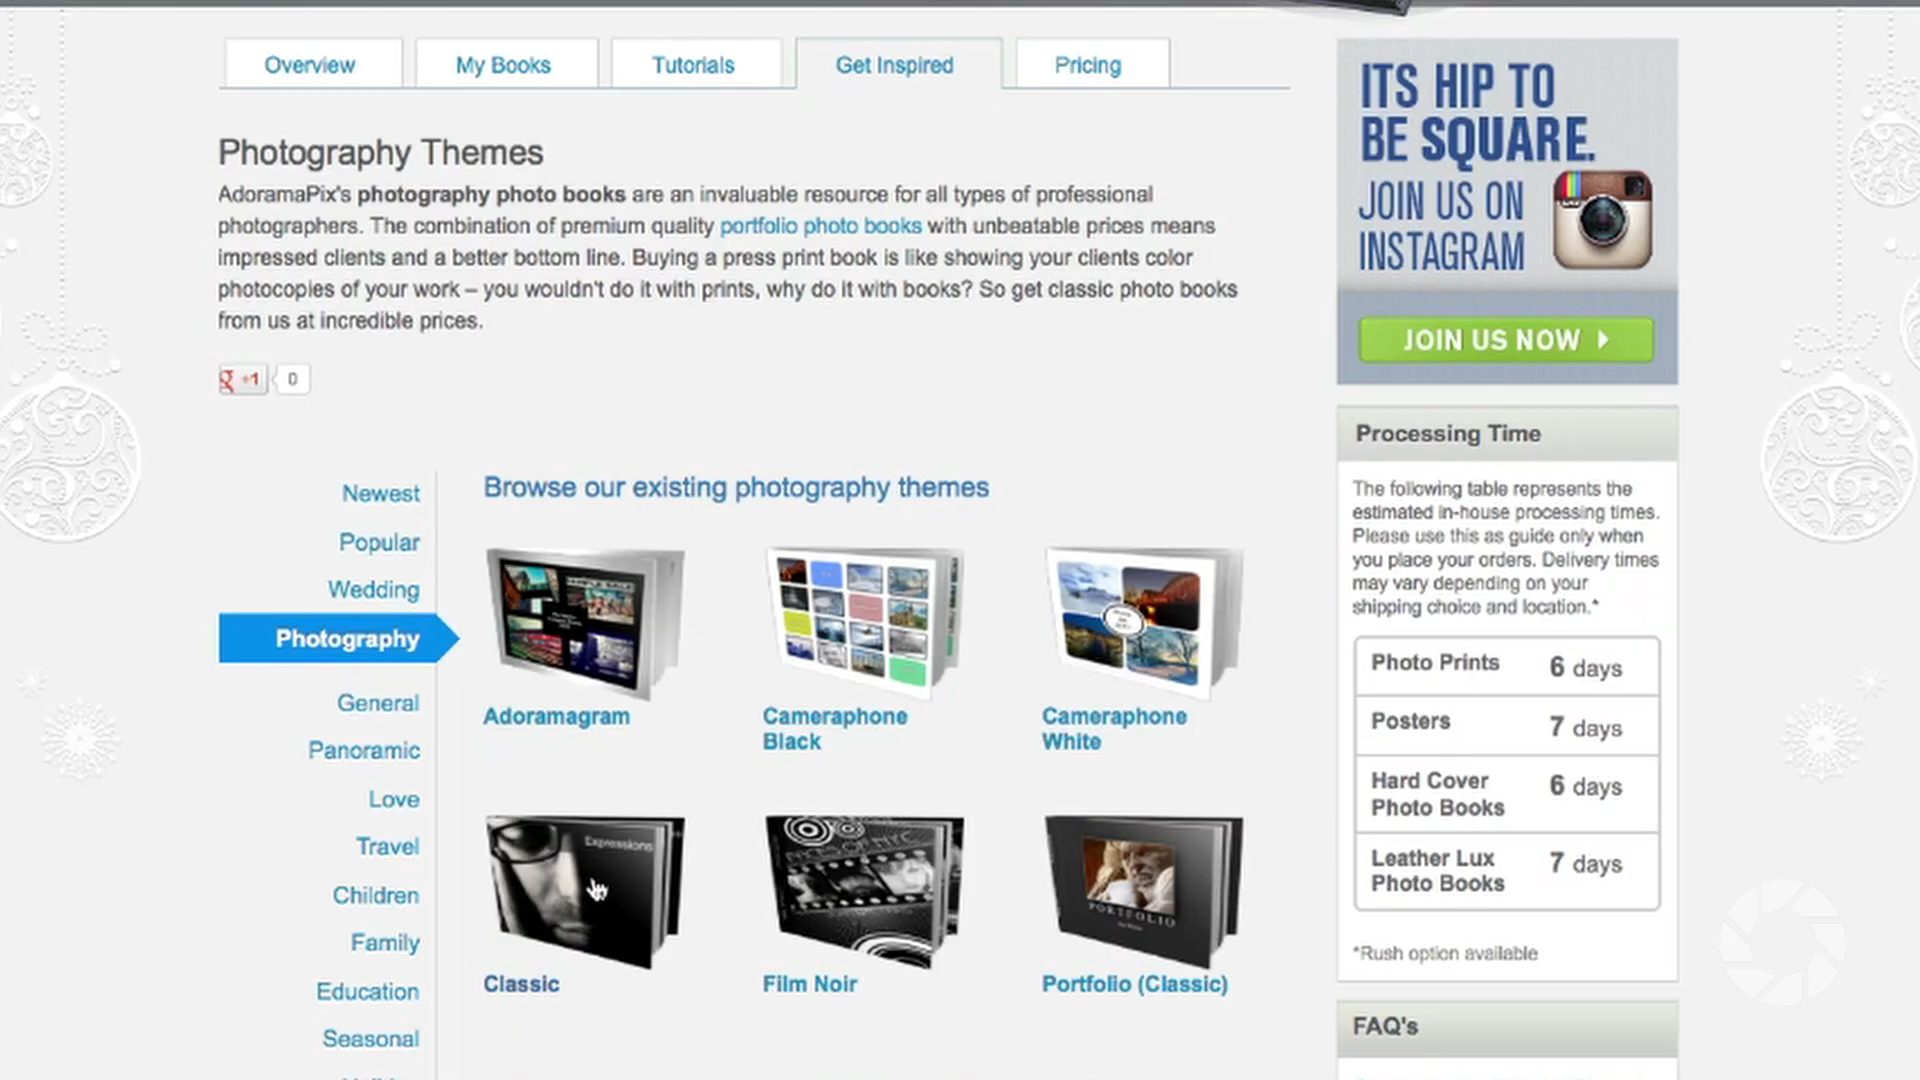 Overview
My Books
Tutorials
Get Inspired
Pricing
Photography Themes
AdoramaPix's photography photo books are an invaluable resource for all types of professional
photographers. The combination of premium quality portfolio photo books with unbeatable prices means
impressed clients and a better bottom line. Buying a press print book is like showing your clients color
photocopies of your work – you wouldn't do it with prints, why do it with books? So get classic photo books
from us at incredible prices.
+1
0
Newest
Popular
Wedding
Photography
General
Panoramic
Love
Travel
Children
Family
Education
Seasonal
Browse our existing photography themes
Adoramagram
Cameraphone
Black
Cameraphone
White
Expressions
Classic
Film Noir
PORTFOLIO
Portfolio (Classic)
ITS HIP TO
BE SQUARE.
JOIN US ON
INSTAGRAM
JOIN US NOW
Processing Time
The following table represents the
estimated in-house processing times.
Please use this as guide only when
you place your orders. Delivery times
may vary depending on your
shipping choice and location.*
Photo Prints 6 days
Posters 7 days
Hard Cover
Photo Books 6 days
Leather Lux
Photo Books 7 days
*Rush option available
FAQ's